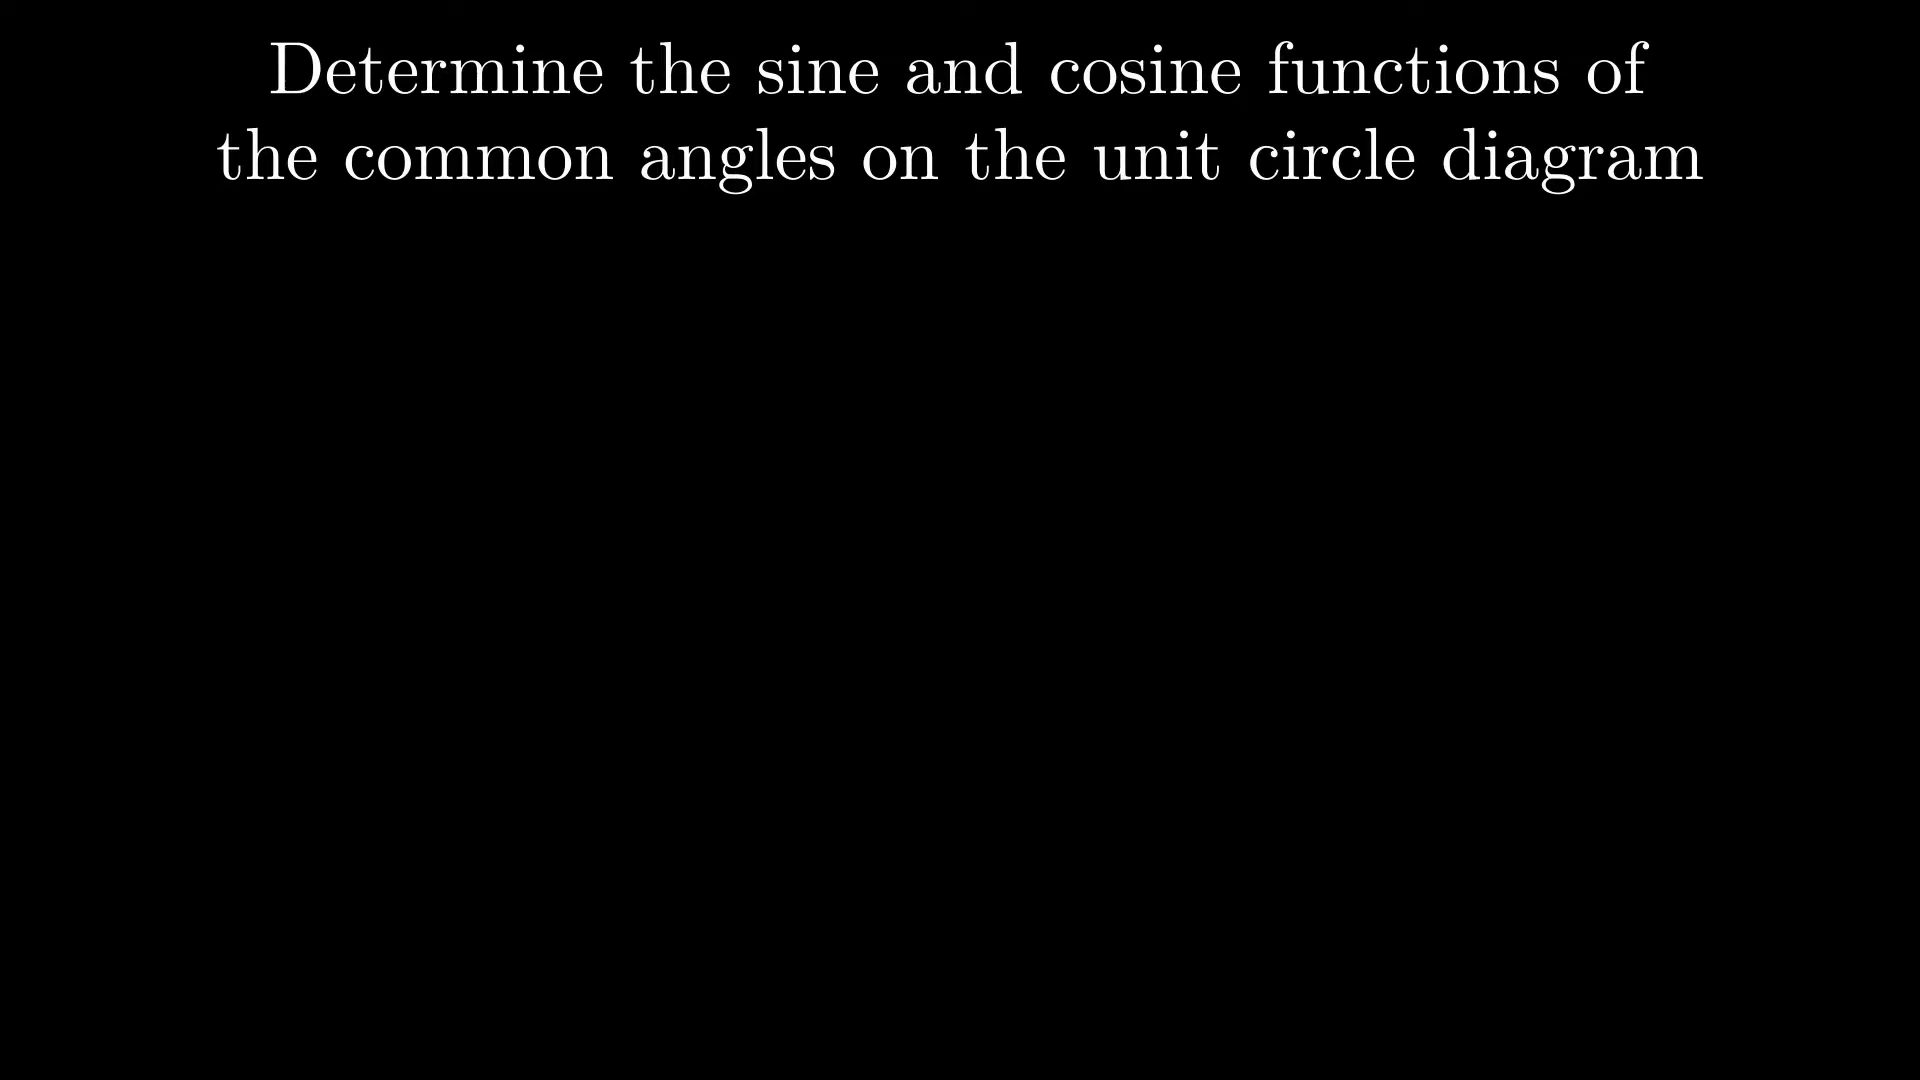 Determine the sine and cosine functions of
the common angles on the unit circle diagram